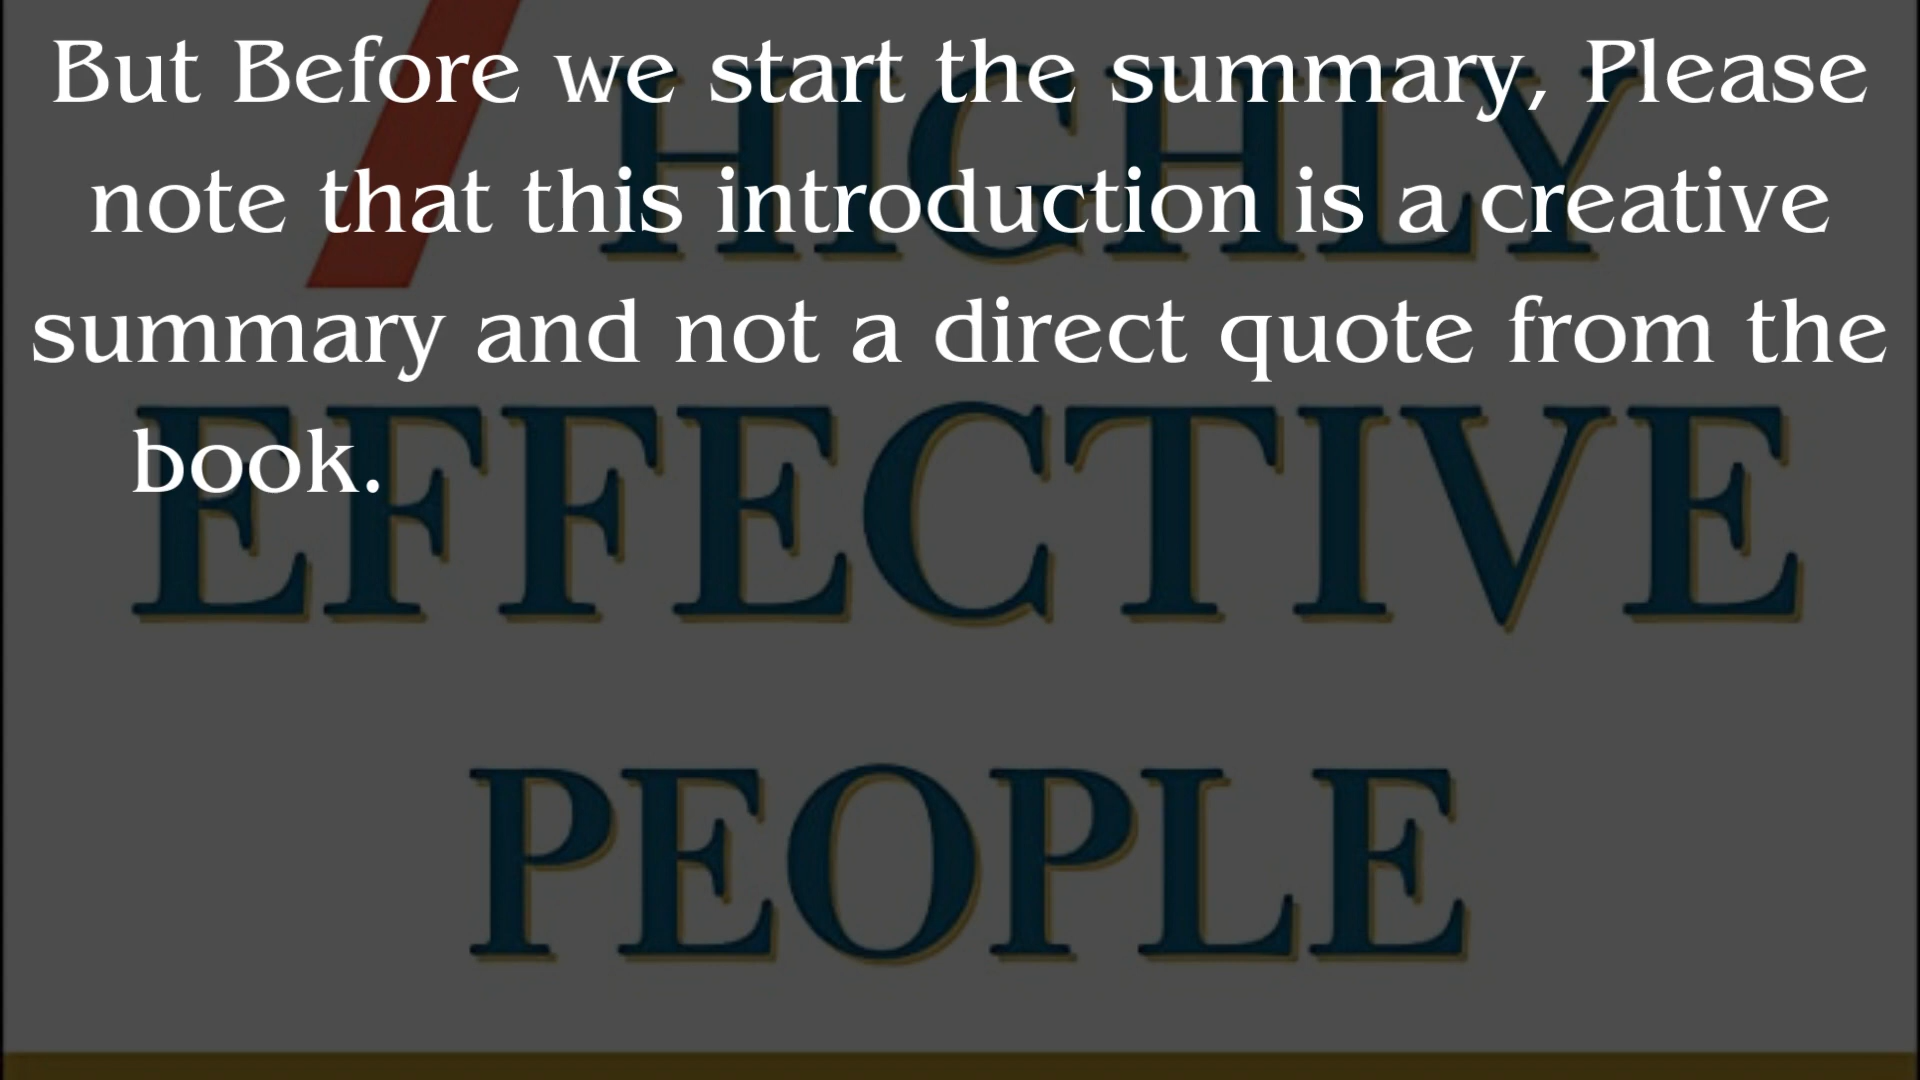 But Before we start the summary, Please
note that this introduction is a creative
summary and not a direct quote from the
book.
7 HIGHLY
EFFECTIVE
PEOPLE